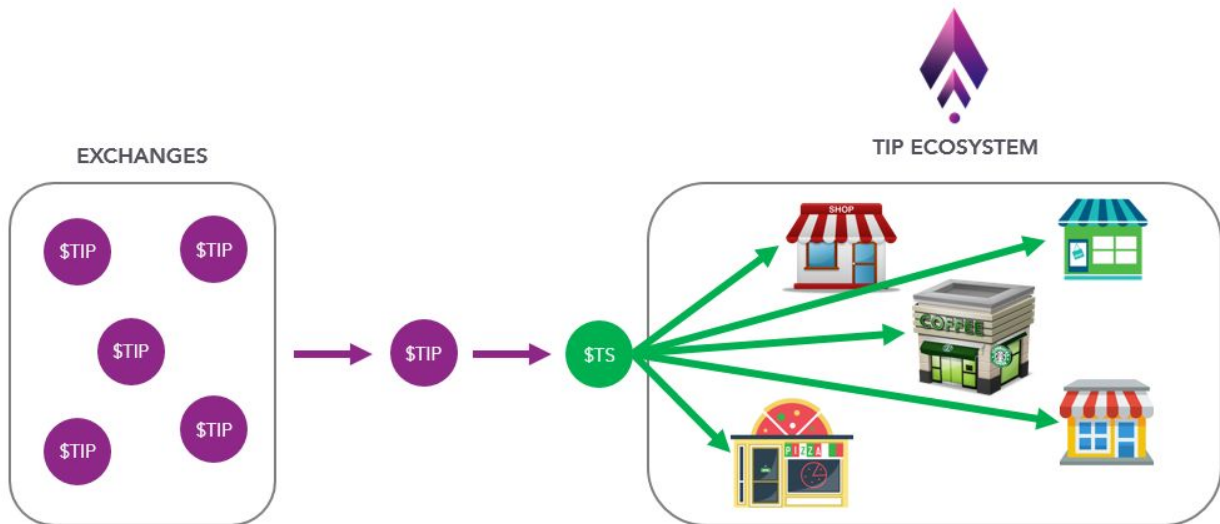 TIP ECOSYSTEM
EXCHANGES
$TIP
$TIP
$TIP
$TIP
$TIP
$TIP
$TS
SHOP
COFFEE
PIZZA